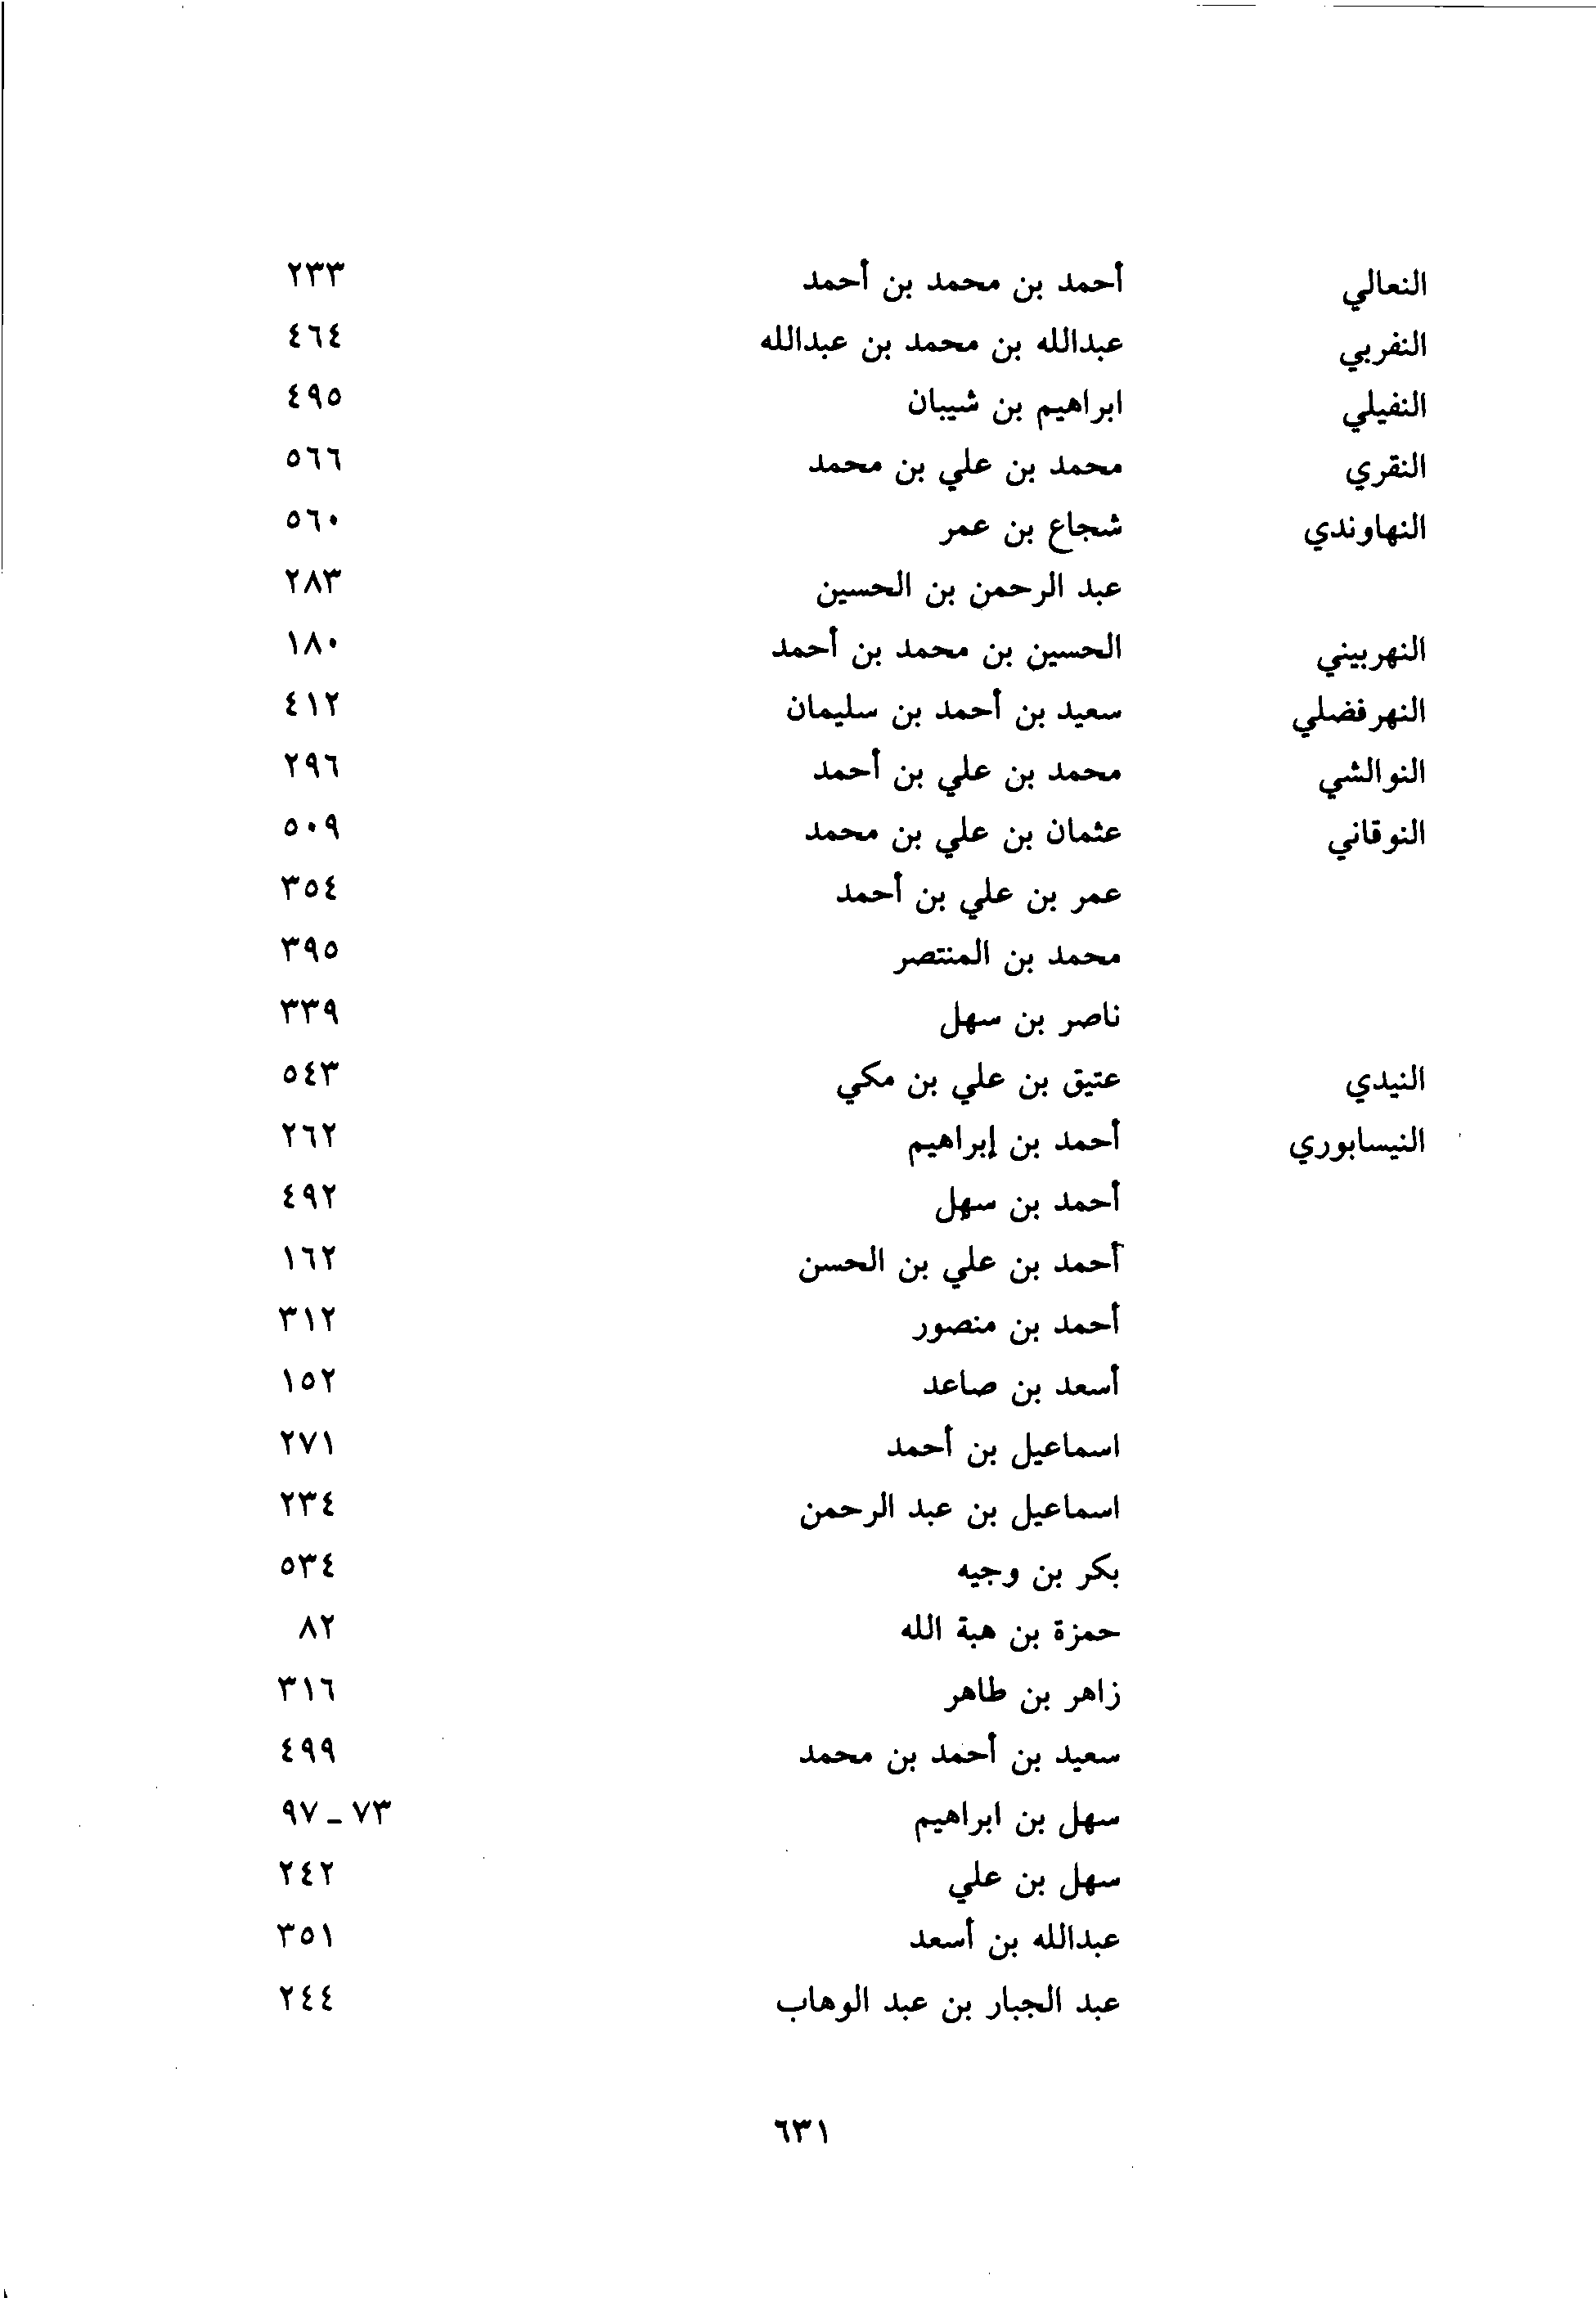 النعالي أحمد بن محمد بن أحمد ٢٣٣
النفربي عبدالله بن محمد بن عبدالله ٤٦٤
النفيلي ابراهيم بن شيبان ٤٩٥
النقري محمد بن علي بن محمد ٥٦٦
النهاوندي شجاع بن عمر ٥٦٠
عبد الرحمن بن الحسين ٢٨٣
النهربيني الحسين بن محمد بن أحمد ١٨٠
النهرفضلي سعيد بن أحمد بن سليمان ٤١٢
النوالشي محمد بن علي بن أحمد ٢٩٦
النوقاني عثمان بن علي بن محمد ٥٠٩
عمر بن علي بن أحمد ٣٥٤
محمد بن المنتصر ٣٩٥
ناصر بن سهل ٣٣٩
النيدي عتيق بن علي بن مكي ٥٤٣
النيسابوري أحمد بن إبراهيم ٢٦٢
أحمد بن سهل ٤٩٢
أحمد بن علي بن الحسن ١٦٢
أحمد بن منصور ٣١٢
أسعد بن صاعد ١٥٢
اسماعيل بن أحمد ٢٧١
اسماعيل بن عبد الرحمن ٢٣٤
بكر بن وجيه ٥٣٤
حمزة بن هبة الله ٨٢
زاهر بن طاهر ٣١٦
سعيد بن أحمد بن محمد ٤٩٩
سهل بن ابراهيم ٧٣ - ٩٧
سهل بن علي ٢٤٢
عبدالله بن أسعد ٣٥١
عبد الجبار بن عبد الوهاب ٢٤٤
٦٣١